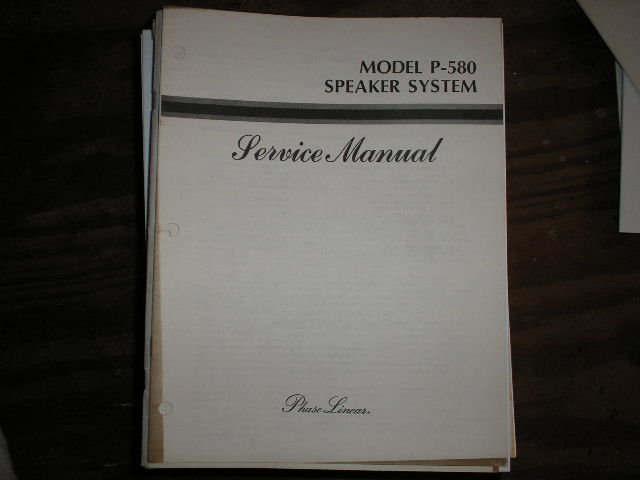 MODEL P-580
SPEAKER SYSTEM
Service Manual
Phase Linear®